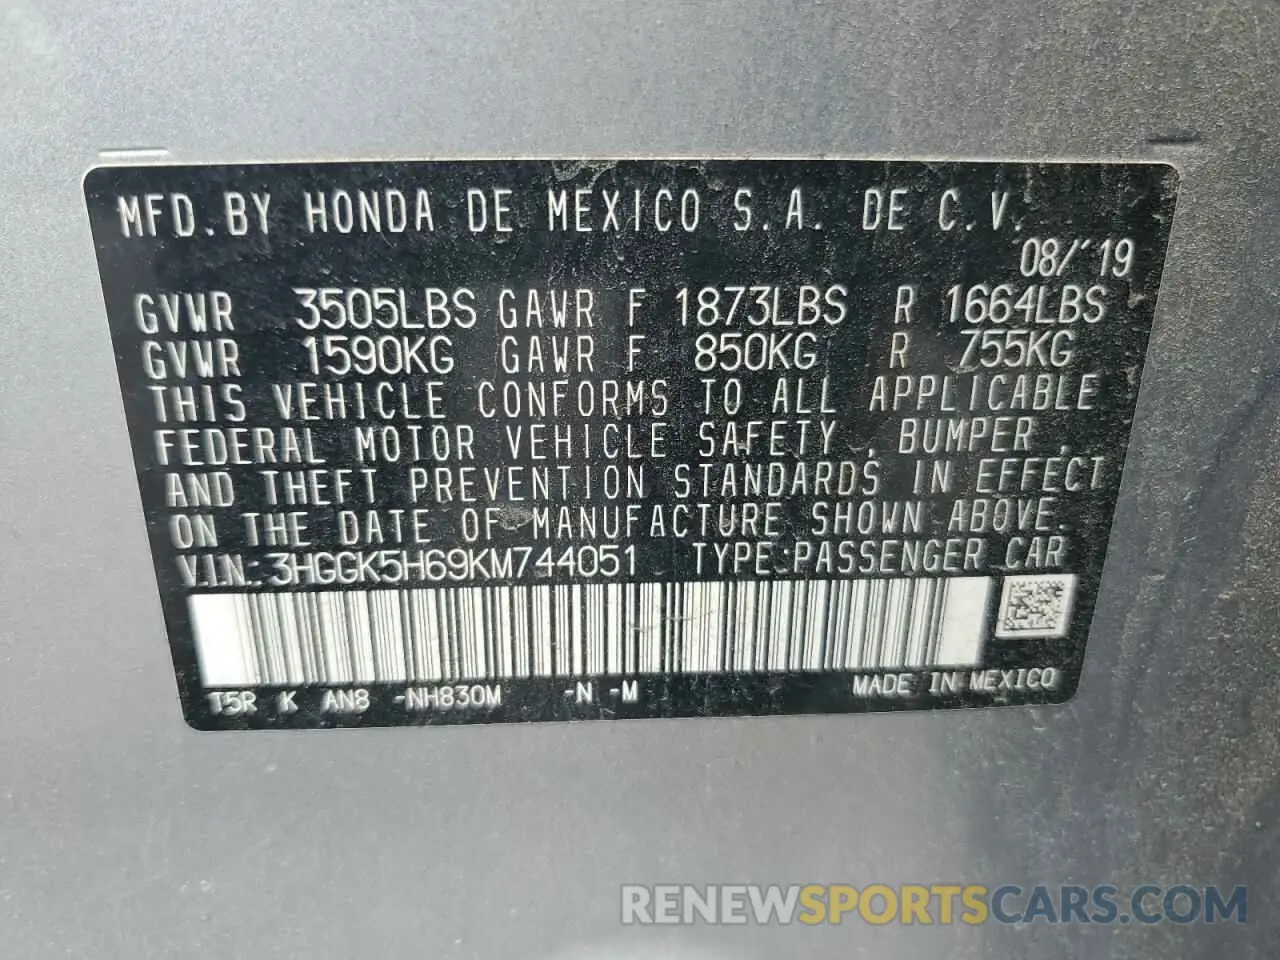 MFD.BY HONDA DE MEXICO S.A. DE C.V.
08/'19
GVWR 3505LBS GAWR F 1873LBS R 1664LBS
GVWR 1590KG GAWR F 850KG R 755KG
THIS VEHICLE CONFORMS TO ALL APPLICABLE
FEDERAL MOTOR VEHICLE SAFETY, BUMPER,
AND THEFT PREVENTION STANDARDS IN EFFECT
ON THE DATE OF MANUFACTURE SHOWN ABOVE.
V.I.N.:3HGGK5H69KM744051 TYPE:PASSENGER CAR
T5R K AN8 -NH830M -N -M MADE IN MEXICO
RENEWSPORTSCARS.COM